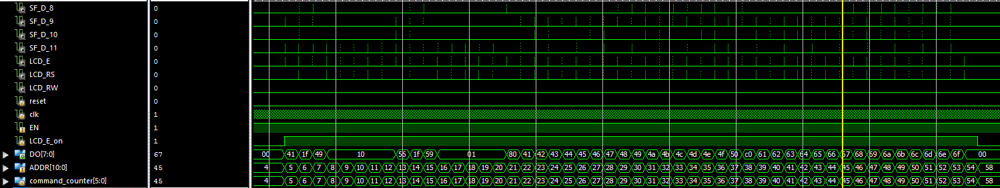 SF_D_8 0
SF_D_9 0
SF_D_10 0
SF_D_11 0
LCD_E 0
LCD_RS 0
LCD_RW 0
reset 0
clk 1
EN 1
LCD_E_on 1
DO[7:0] 67 00 41 1f 49 10 55 1f 59 01 80 41 42 43 44 45 46 47 48 49 4a 4b 4c 4d 4e 4f 50 c0 61 62 63 64 65 66 67 68 69 6a 6b 6c 6d 6e 6f 00
ADDR[10:0] 45 4 5 6 7 8 9 10 11 12 13 14 15 16 17 18 19 20 21 22 23 24 25 26 27 28 29 30 31 32 33 34 35 36 37 38 39 40 41 42 43 44 45 46 47 48 49 50 51 52 53 54 58
command_counter[5:0] 45 4 5 6 7 8 9 10 11 12 13 14 15 16 17 18 19 20 21 22 23 24 25 26 27 28 29 30 31 32 33 34 35 36 37 38 39 40 41 42 43 44 45 46 47 48 49 50 51 52 53 54 58